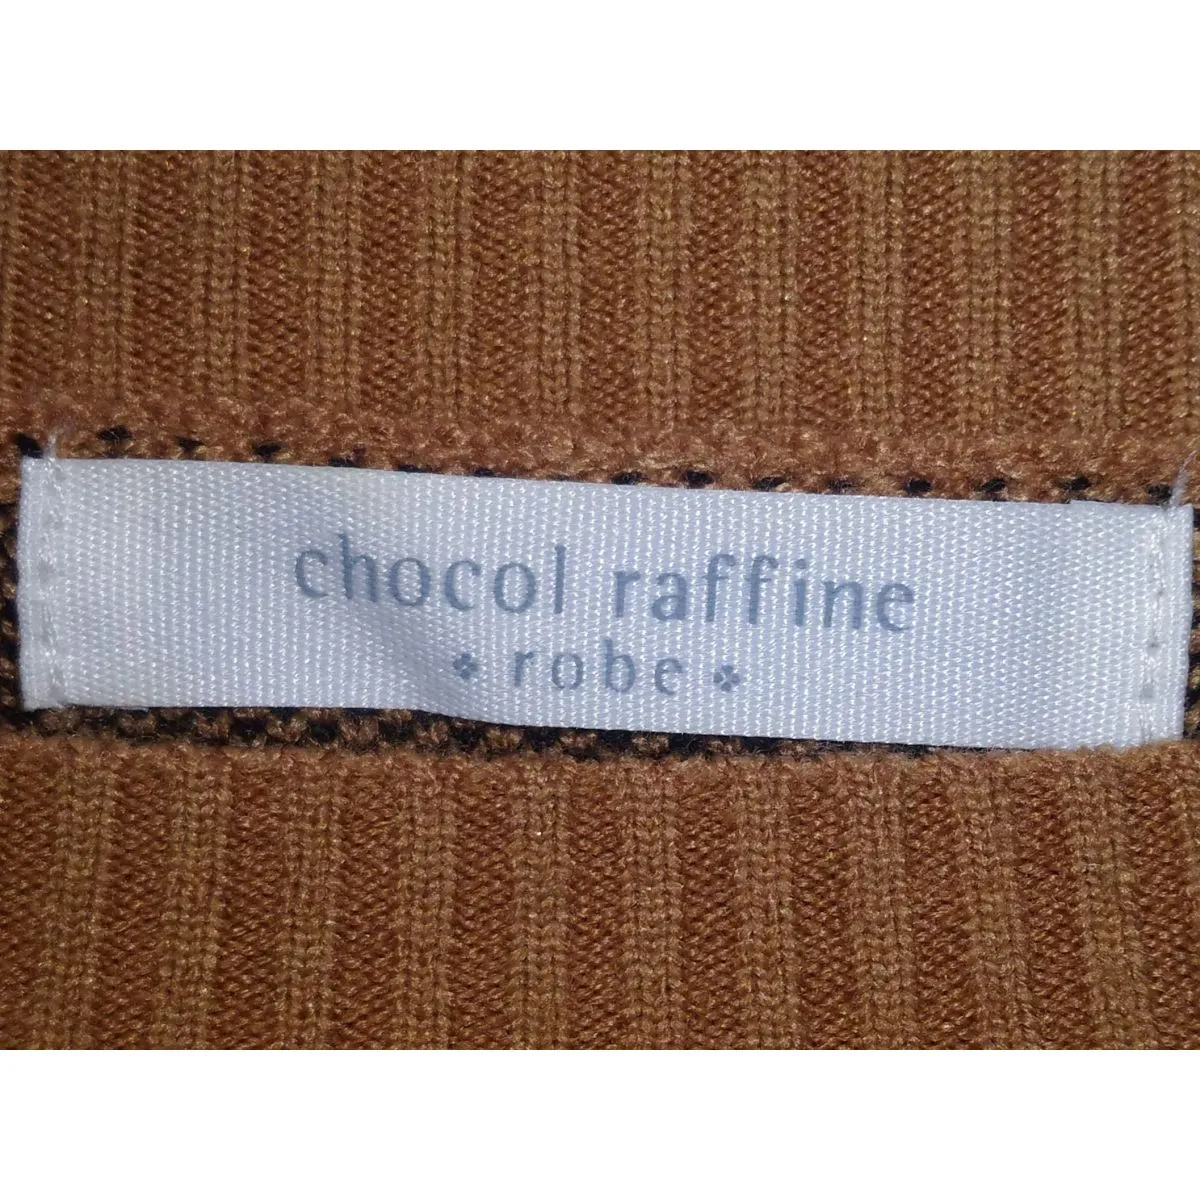 chocol raffine
✤ robe ✤